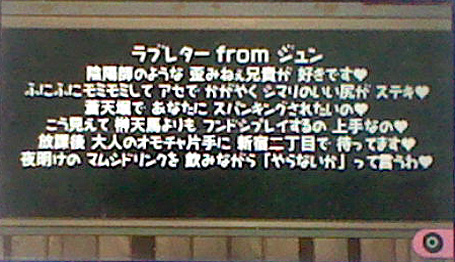 ラブレター from ジュン
陰陽師のような 歪みねぇ兄貴が 好きです♥
ふにふにモミモミして アセで かがやく シマリのいい尻が ステキ♥
蒼天堀で あなたに スパンキングされたいの♥
こう見えて 榊天馬よりも フンドシプレイするの 上手なの♥
放課後 大人のオモチャ片手に 新宿二丁目で 待ってます♥
夜明けの マムシドリンクを 飲みながら「やらないか」って言うわ♥